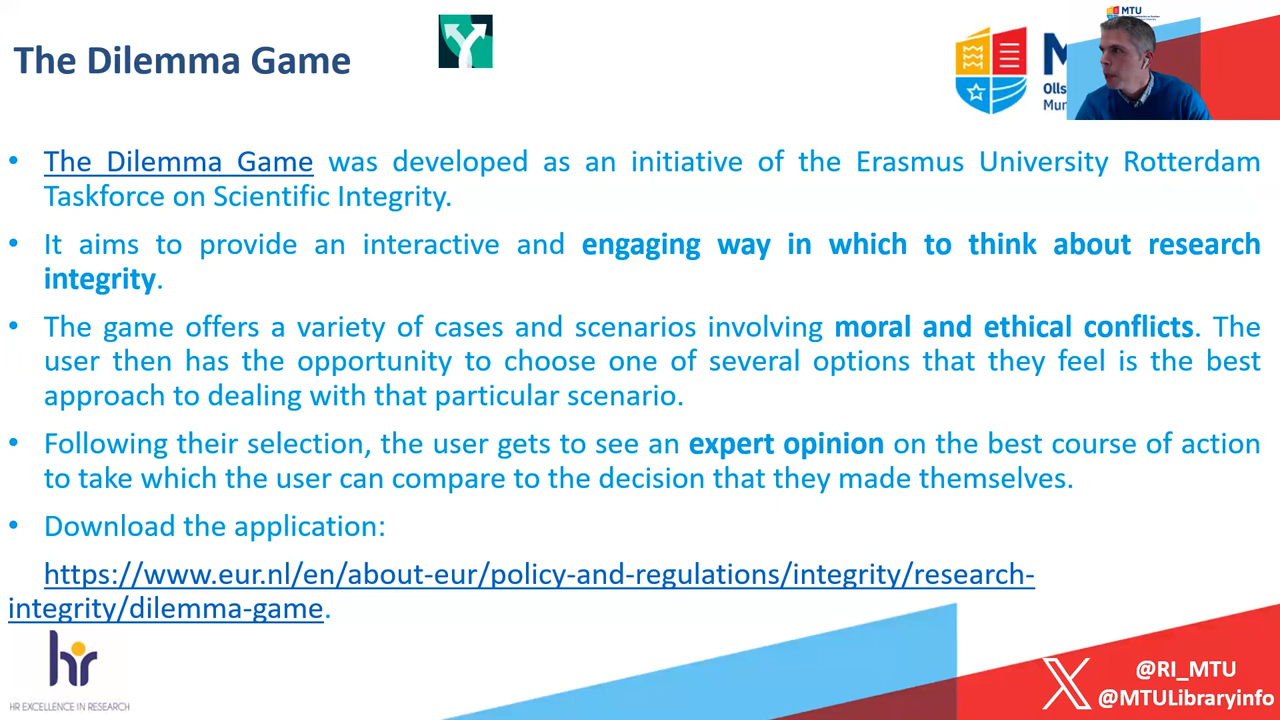 The Dilemma Game
MTU
M
Olls
Mur
• The Dilemma Game was developed as an initiative of the Erasmus University Rotterdam
Taskforce on Scientific Integrity.
• It aims to provide an interactive and engaging way in which to think about research
integrity.
• The game offers a variety of cases and scenarios involving moral and ethical conflicts. The
user then has the opportunity to choose one of several options that they feel is the best
approach to dealing with that particular scenario.
• Following their selection, the user gets to see an expert opinion on the best course of action
to take which the user can compare to the decision that they made themselves.
• Download the application:
https://www.eur.nl/en/about-eur/policy-and-regulations/integrity/research-
integrity/dilemma-game.
hr
HR EXCELLENCE IN RESEARCH
@RI_MTU
@MTULibraryinfo